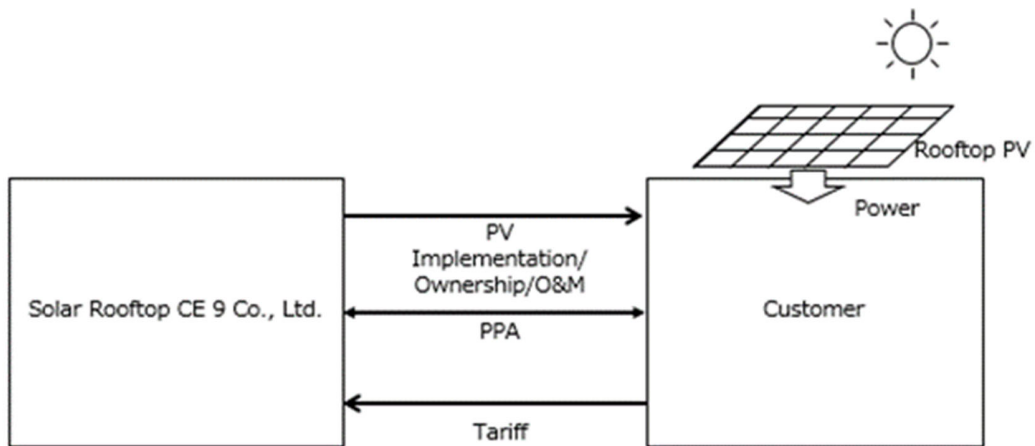 Rooftop PV
Power
PV
Implementation/
Ownership/O&M
Solar Rooftop CE 9 Co., Ltd.
Customer
PPA
Tariff